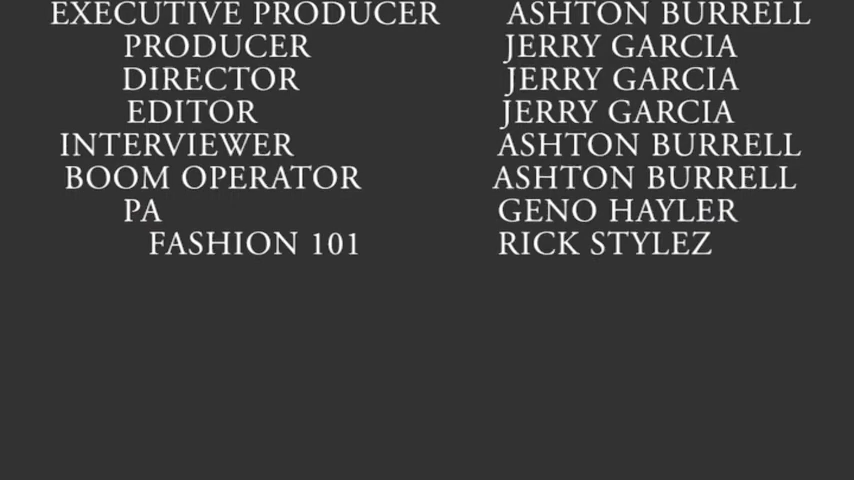 EXECUTIVE PRODUCER ASHTON BURRELL
PRODUCER JERRY GARCIA
DIRECTOR JERRY GARCIA
EDITOR JERRY GARCIA
INTERVIEWER ASHTON BURRELL
BOOM OPERATOR ASHTON BURRELL
PA GENO HAYLER
FASHION 101 RICK STYLEZ